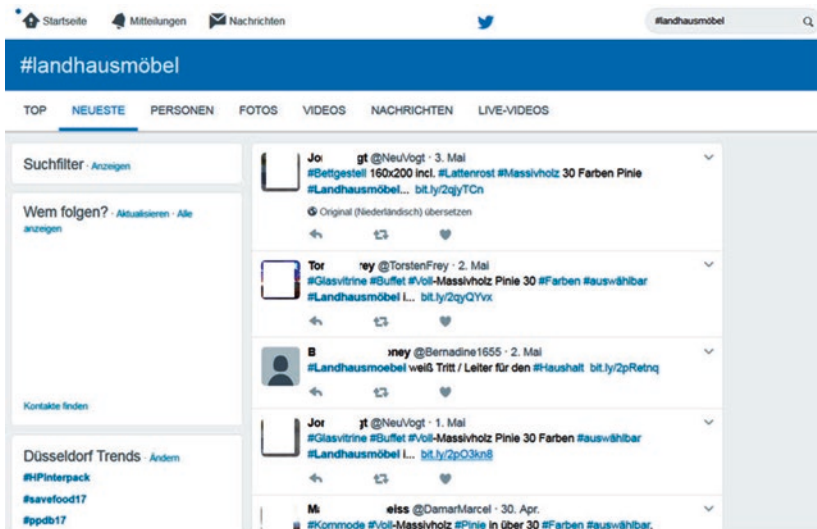 Startseite Mitteilungen Nachrichten #landhausmöbel
#landhausmöbel
TOP NEUESTE PERSONEN FOTOS VIDEOS NACHRICHTEN LIVE-VIDEOS
Suchfilter · Anzeigen
Wem folgen? · Aktualisieren · Alle
anzeigen
Kontakte finden
Düsseldorf Trends · Ändern
#HPInterpack
#savefood17
#ppdb17
@NeuVogt · 3. Mai
#Bettgestell 160x200 incl. #Lattenrost #Massivholz 30 Farben Pinie
#Landhausmöbel... bit.ly/2qjyTCn
Original (Niederländisch) übersetzen
@TorstenFrey · 2. Mai
#Glasvitrine #Buffet #Voll-Massivholz Pinie 30 #Farben #auswählbar
#Landhausmöbel i... bit.ly/2qyQYvx
@Bernadine1655 · 2. Mai
#Landhausmoebel weiß Tritt / Leiter für den #Haushalt bit.ly/2pRetnq
@NeuVogt · 1. Mai
#Glasvitrine #Buffet #Voll-Massivholz Pinie 30 Farben #auswählbar
#Landhausmöbel i... bit.ly/2pO3kn8
@DamarMarcel · 30. Apr.
#Kommode #Voll-Massivholz #Pinie in über 30 #Farben #auswählbar.